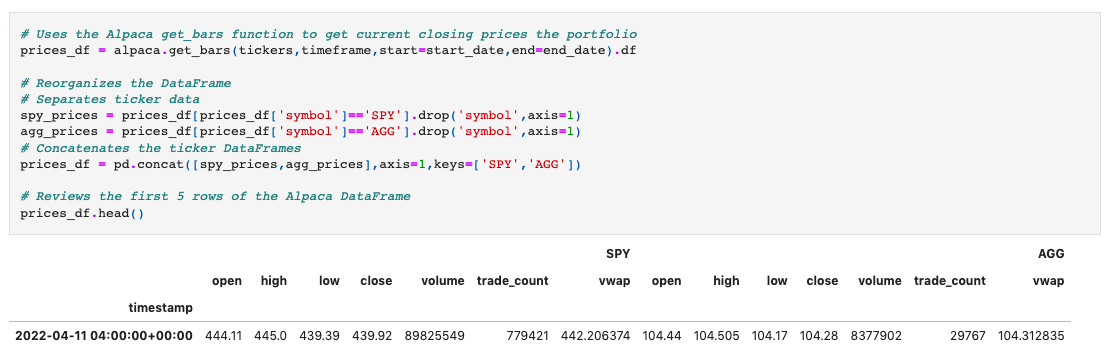 # Uses the Alpaca get_bars function to get current closing prices the portfolio
prices_df = alpaca.get_bars(tickers,timeframe,start=start_date,end=end_date).df
# Reorganizes the DataFrame
# Separates ticker data
spy_prices = prices_df[prices_df['symbol']=='SPY'].drop('symbol',axis=1)
agg_prices = prices_df[prices_df['symbol']=='AGG'].drop('symbol',axis=1)
# Concatenates the ticker DataFrames
prices_df = pd.concat([spy_prices,agg_prices],axis=1,keys=['SPY','AGG'])
# Reviews the first 5 rows of the Alpaca DataFrame
prices_df.head()
SPY AGG
open high low close volume trade_count vwap open high low close volume trade_count vwap
timestamp
2022-04-11 04:00:00+00:00 444.11 445.0 439.39 439.92 89825549 779421 442.206374 104.44 104.505 104.17 104.28 8377902 29767 104.312835